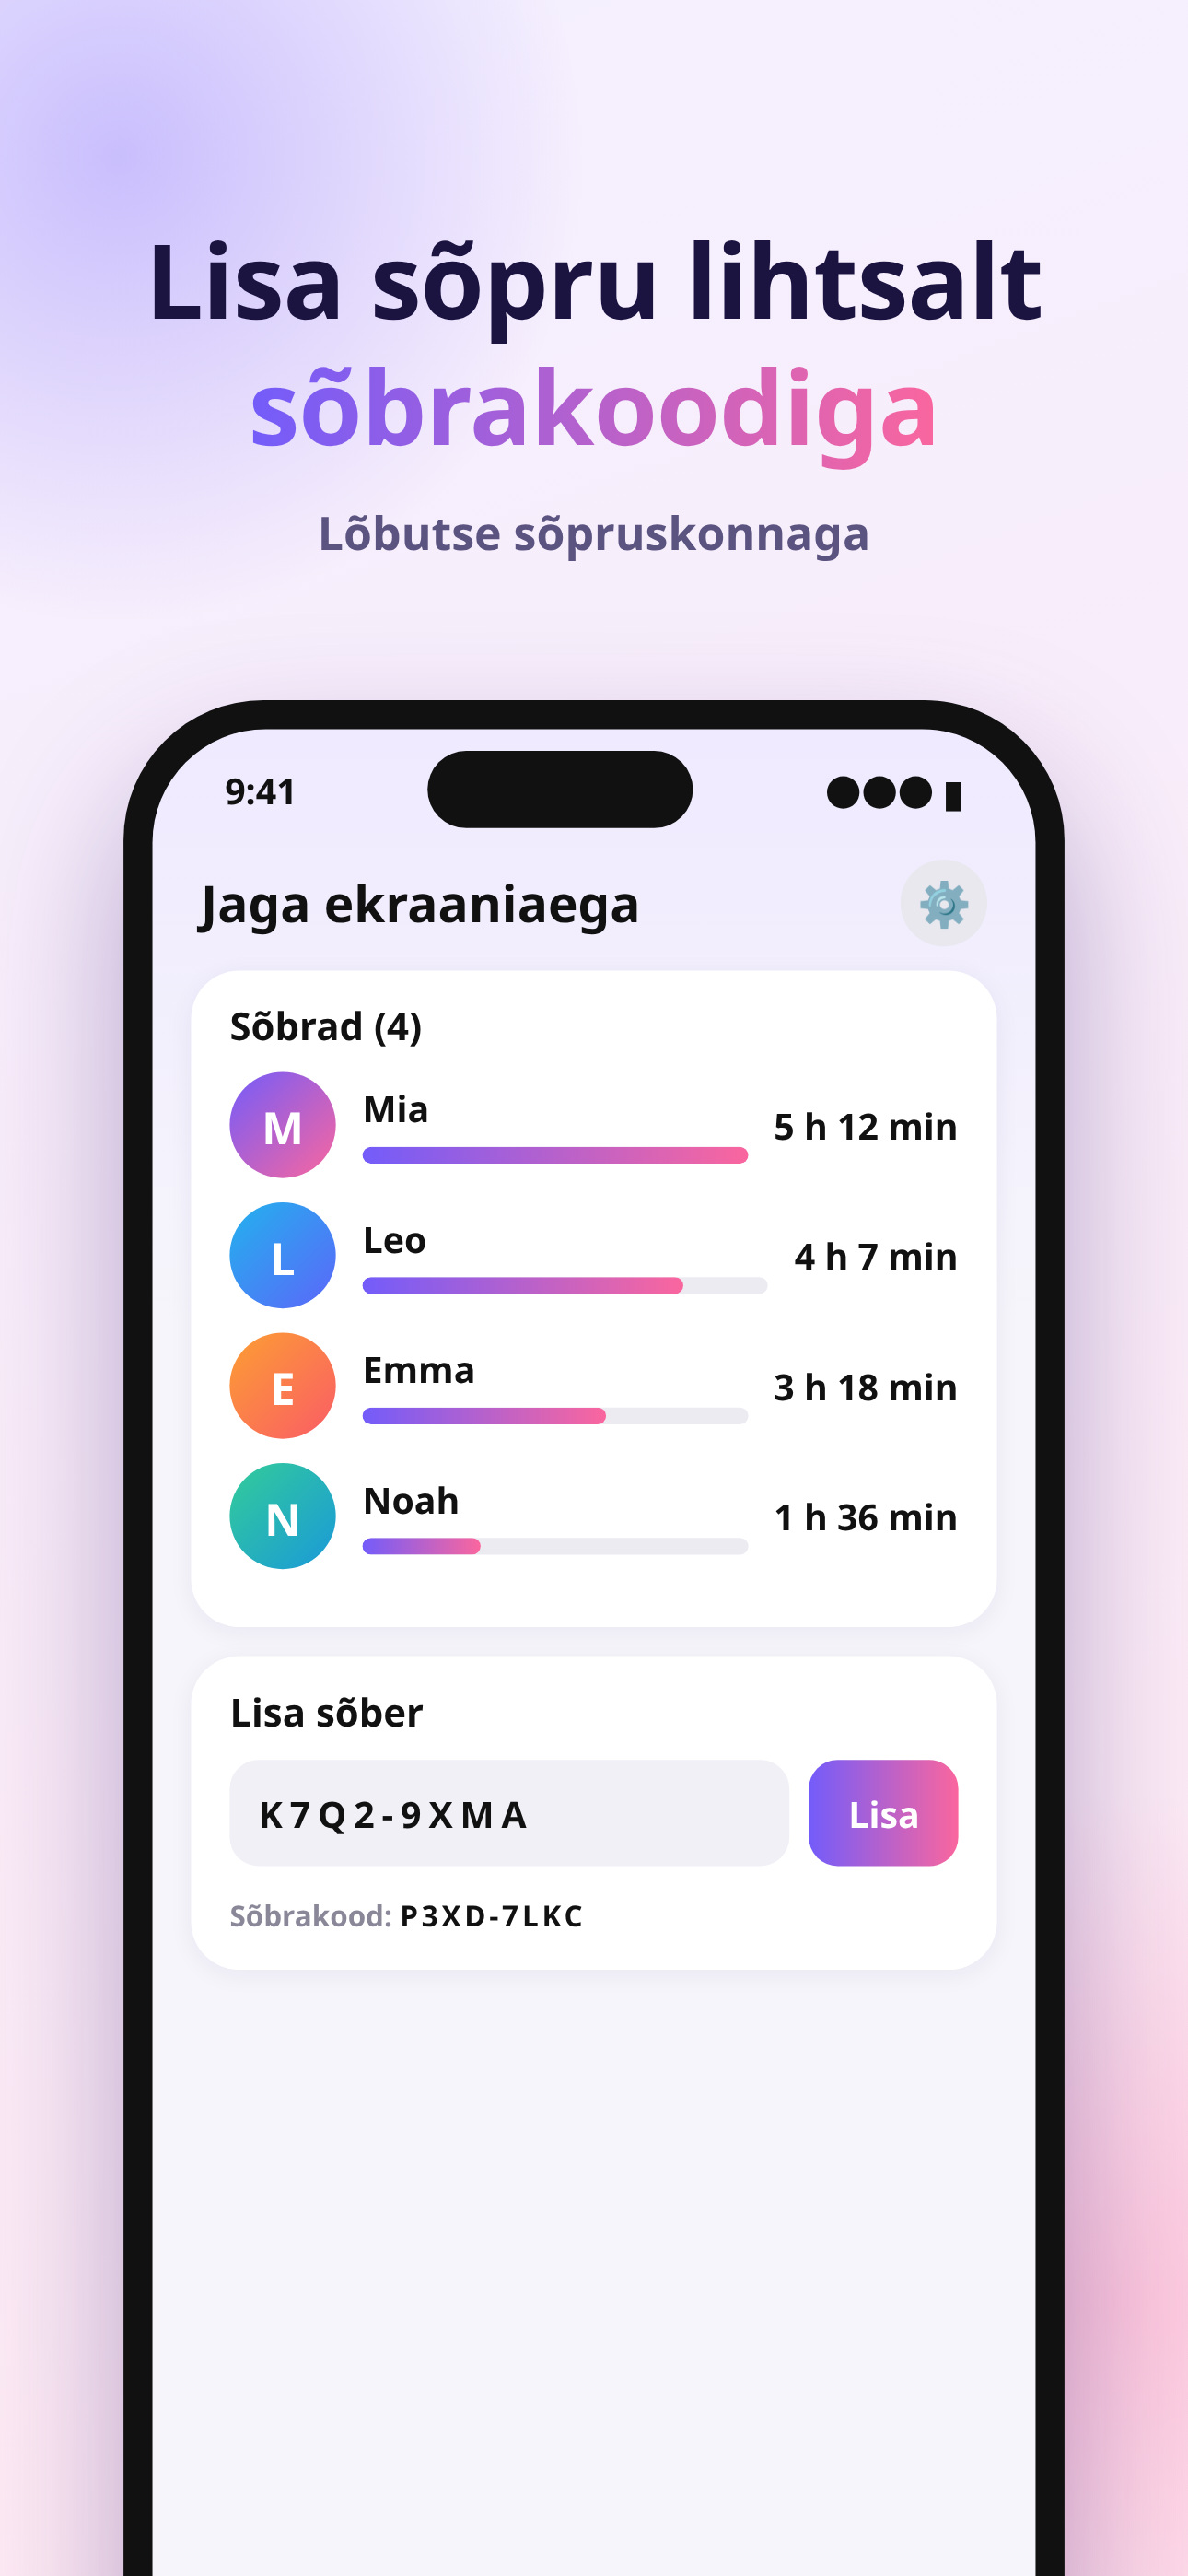 Lisa sõpru lihtsalt
sõbrakoodiga
Lõbutse sõpruskonnaga
9:41
Jaga ekraaniaega
Sõbrad (4)
M
Mia
5 h 12 min
L
Leo
4 h 7 min
E
Emma
3 h 18 min
N
Noah
1 h 36 min
Lisa sõber
K7Q2-9XMA
Lisa
Sõbrakood: P3XD-7LKC